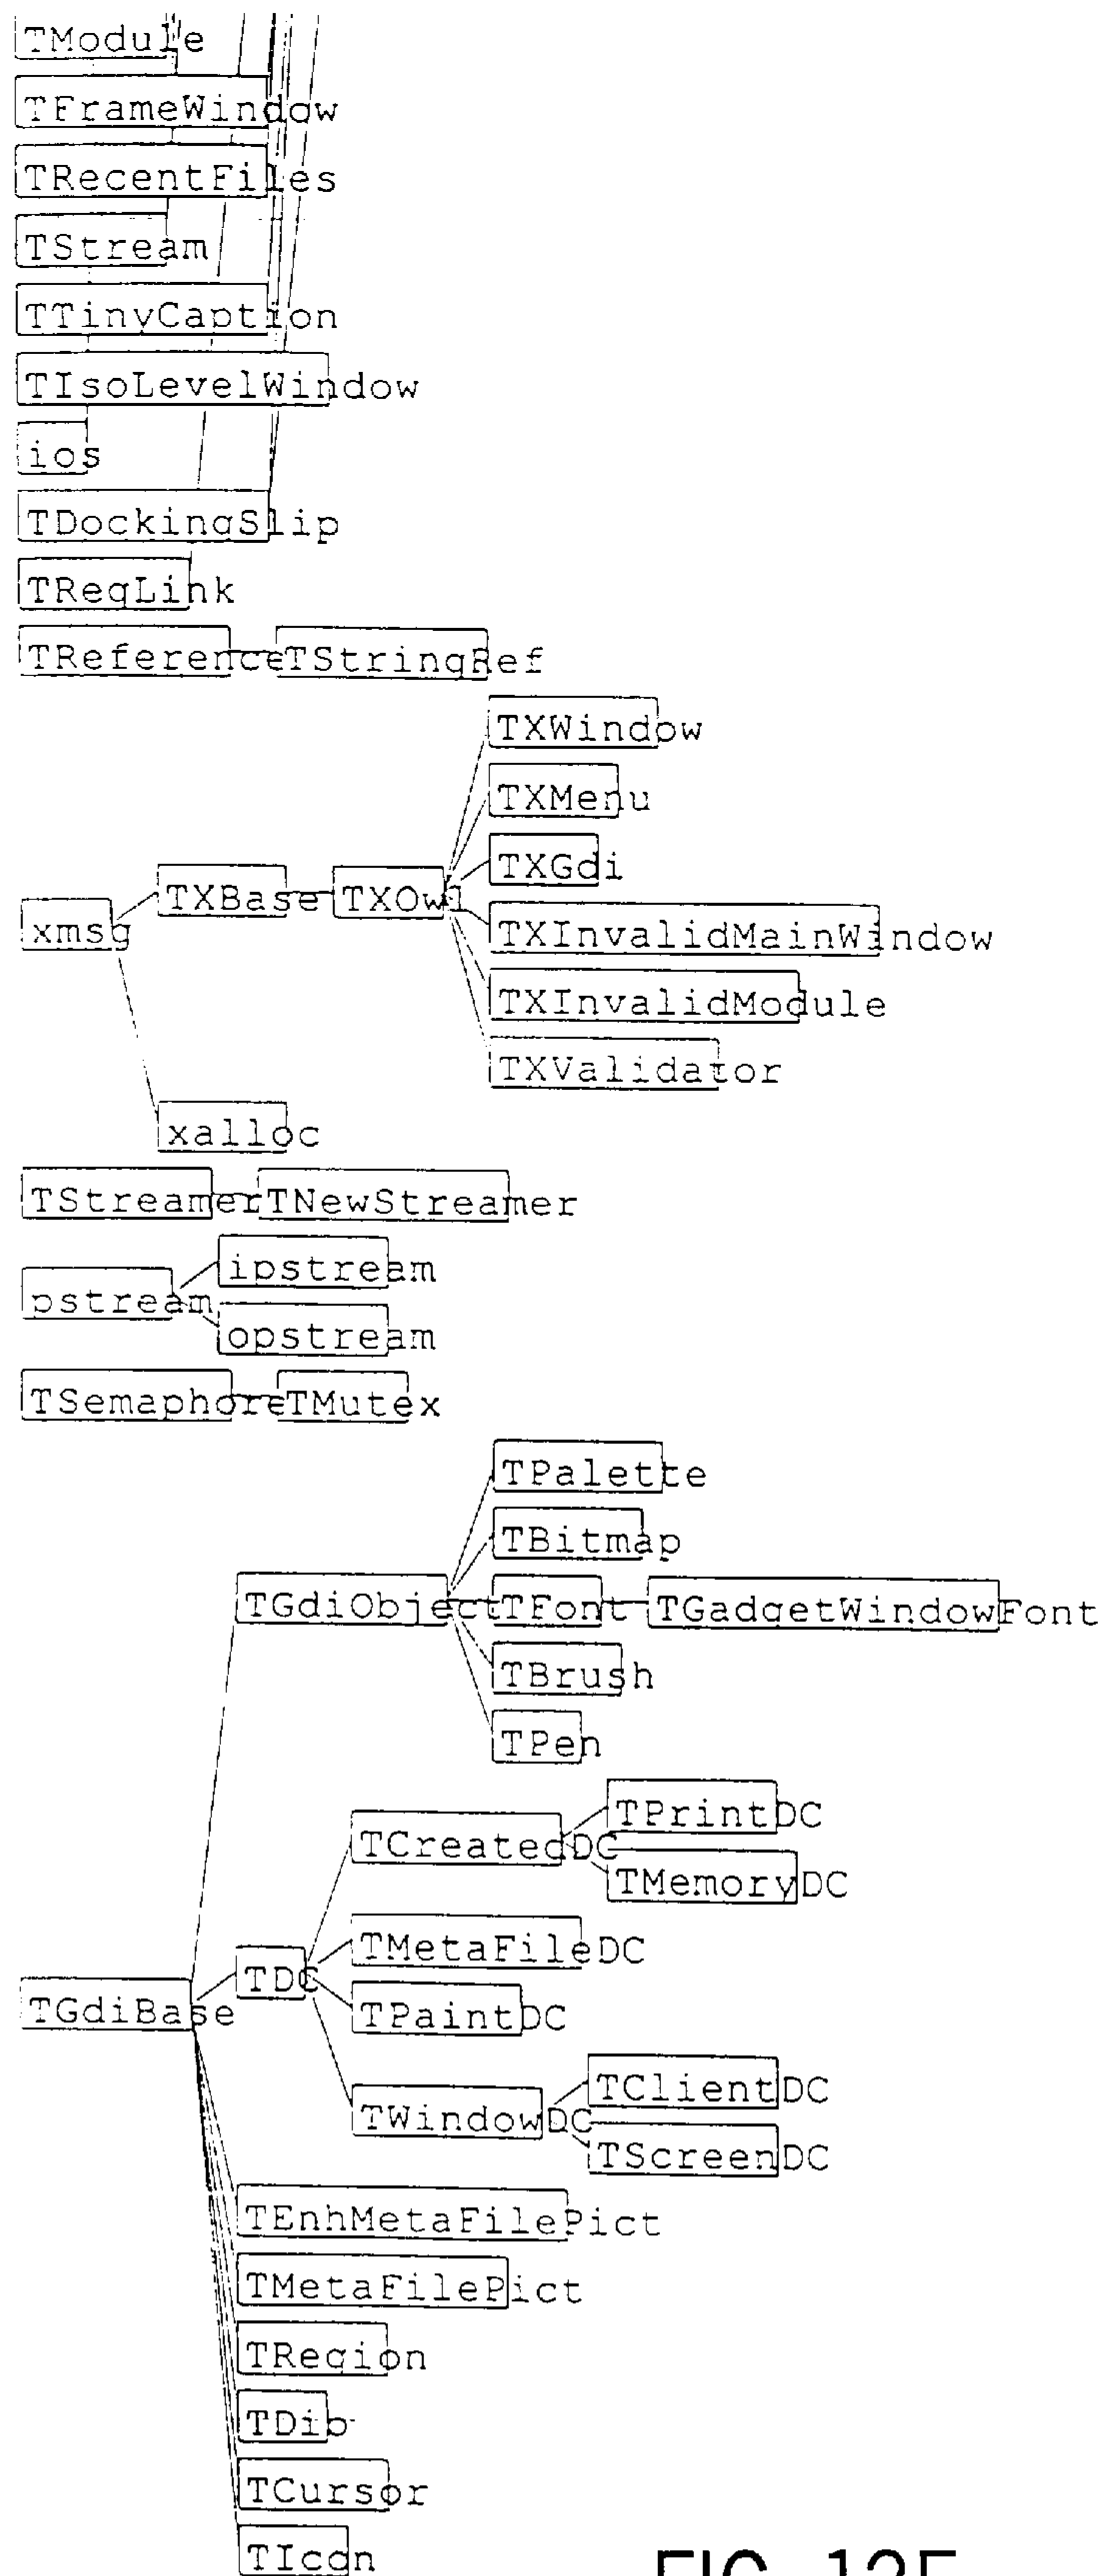 TModule
TFrameWindow
TRecentFiles
TStream
TTinyCaption
TIsoLevelWindow
ios
TDockingSlip
TRegLink
TReference TStringRef
TXWindow
TXMenu
TXGdi
TXBase TXOwl
xmsg
TXInvalidMainWindow
TXInvalidModule
TXValidator
xalloc
TStreamer TNewStreamer
ipstream
pstream
opstream
TSemaphore TMutex
TPalette
TBitmap
TGdiObject TFont TGadgetWindowFont
TBrush
TPen
TPrintDC
TCreatedDC
TMemoryDC
TMetaFileDC
TDC
TGdiBase
TPaintDC
TClientDC
TWindowDC
TScreenDC
TEnhMetaFilePict
TMetaFilePict
TRegion
TDib
TCursor
TIcon